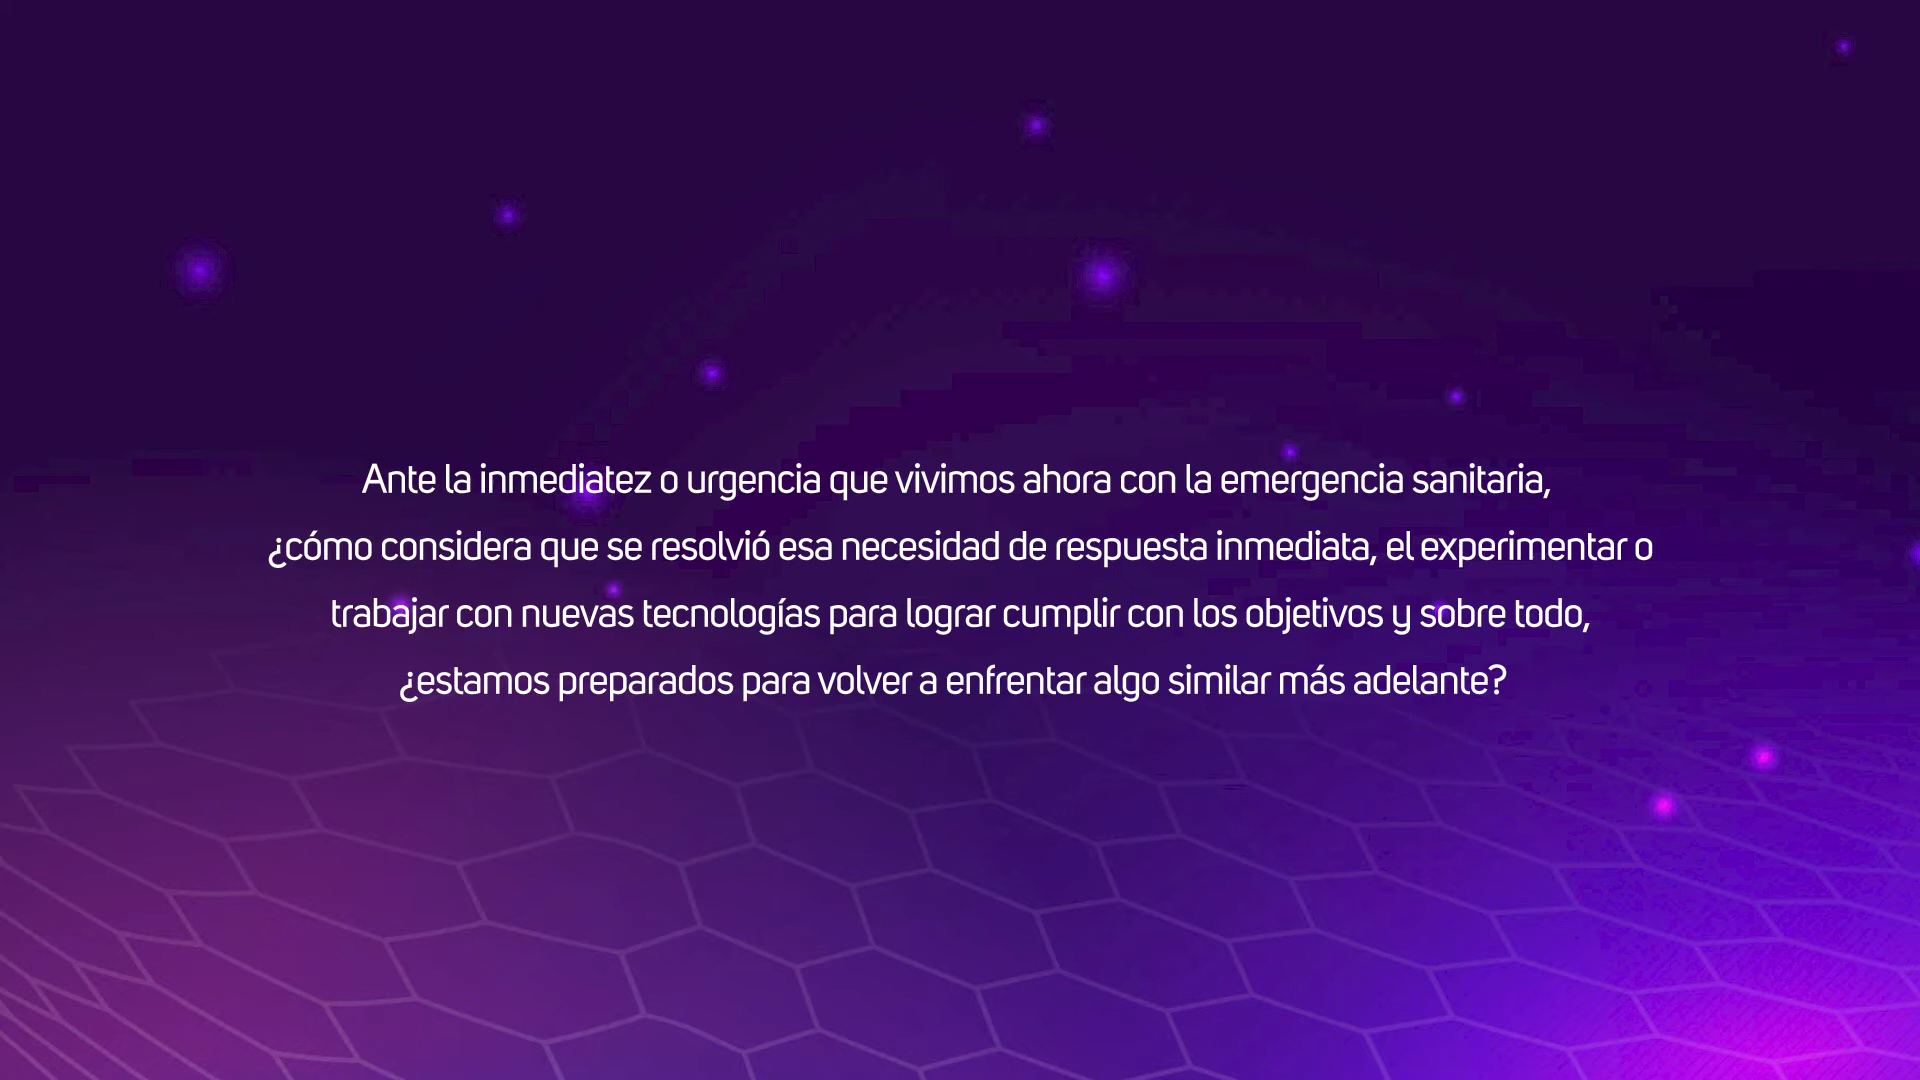 Ante la inmediatez o urgencia que vivimos ahora con la emergencia sanitaria,
¿cómo considera que se resolvió esa necesidad de respuesta inmediata, el experimentar o
trabajar con nuevas tecnologías para lograr cumplir con los objetivos y sobre todo,
¿estamos preparados para volver a enfrentar algo similar más adelante?